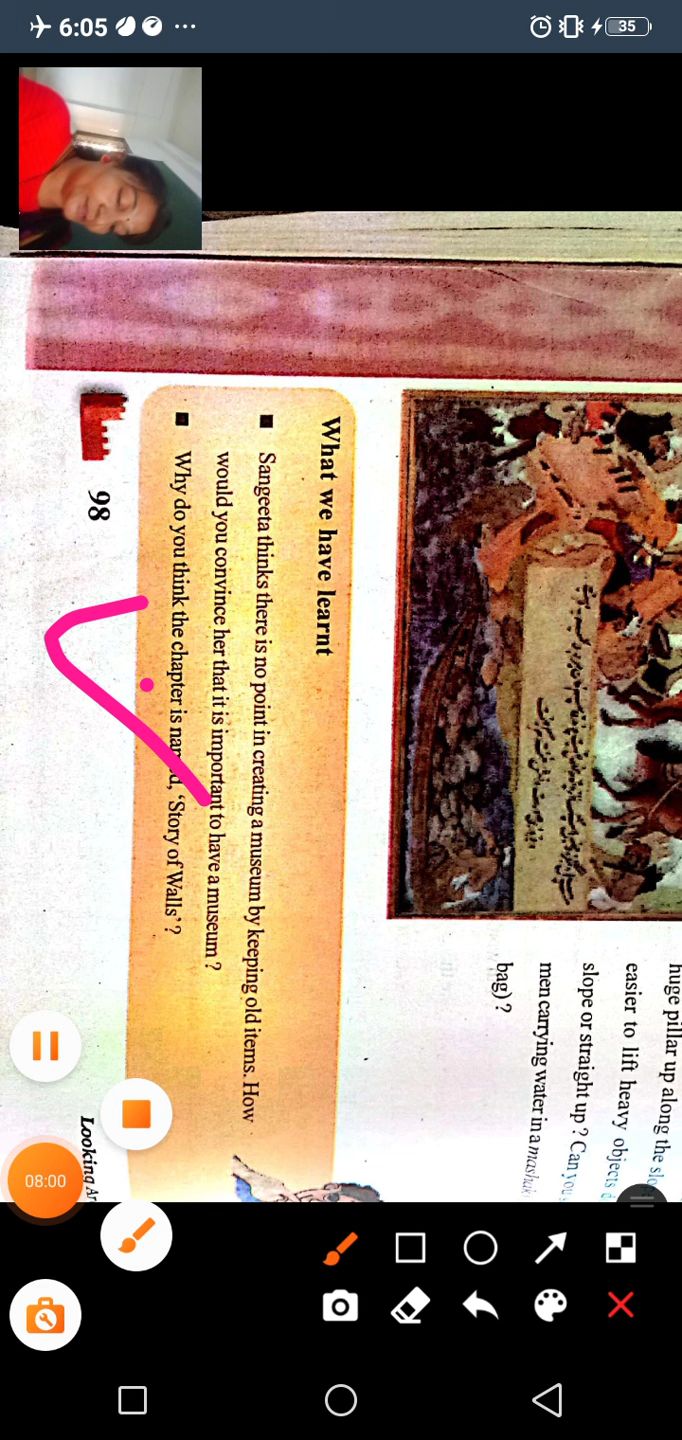 6:05
35
What we have learnt
■ Sangeeta thinks there is no point in creating a museum by keeping old items. How
would you convince her that it is important to have a museum?
■ Why do you think the chapter is named, 'Story of Walls'?
98
huge pillar up along the
easier to lift heavy objects
slope or straight up? Can you
men carrying water in a mashak
bag)?
Looking
08:00